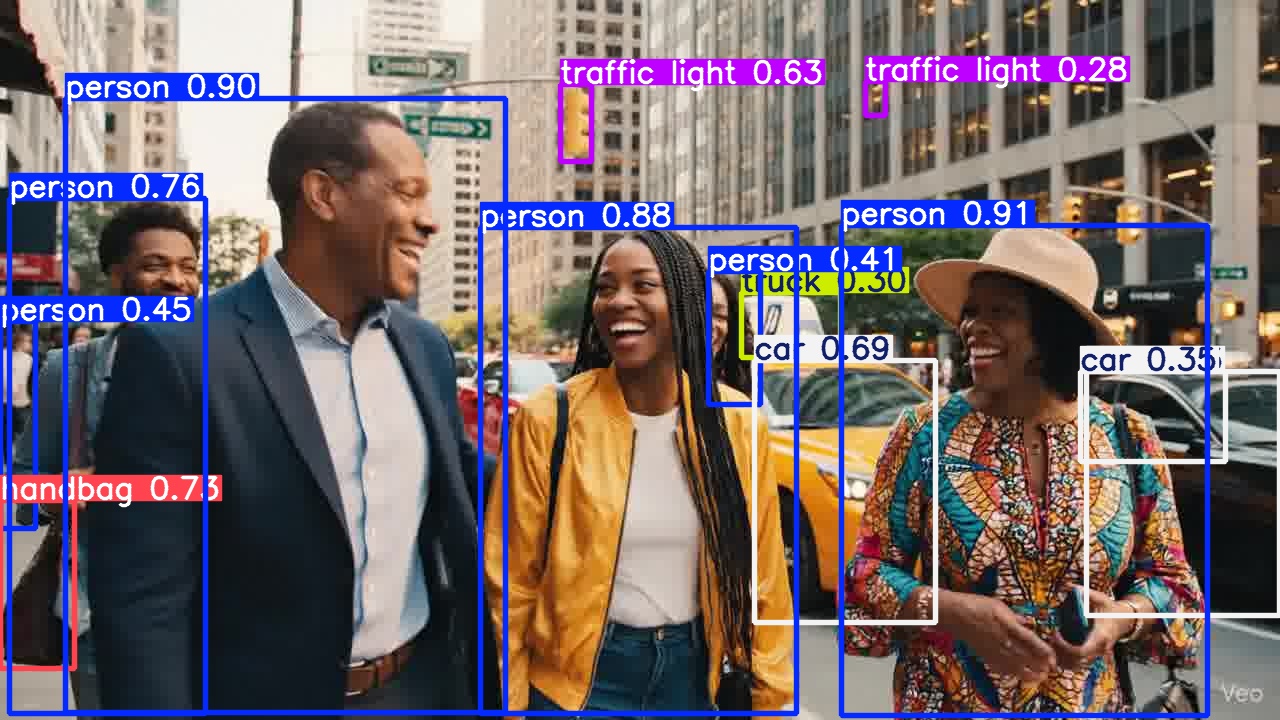 traffic light 0.63
traffic light 0.28
person 0.90
person 0.76
person 0.88
person 0.91
person 0.41
truck 0.30
person 0.45
car 0.69
car 0.35
handbag 0.73
Veo